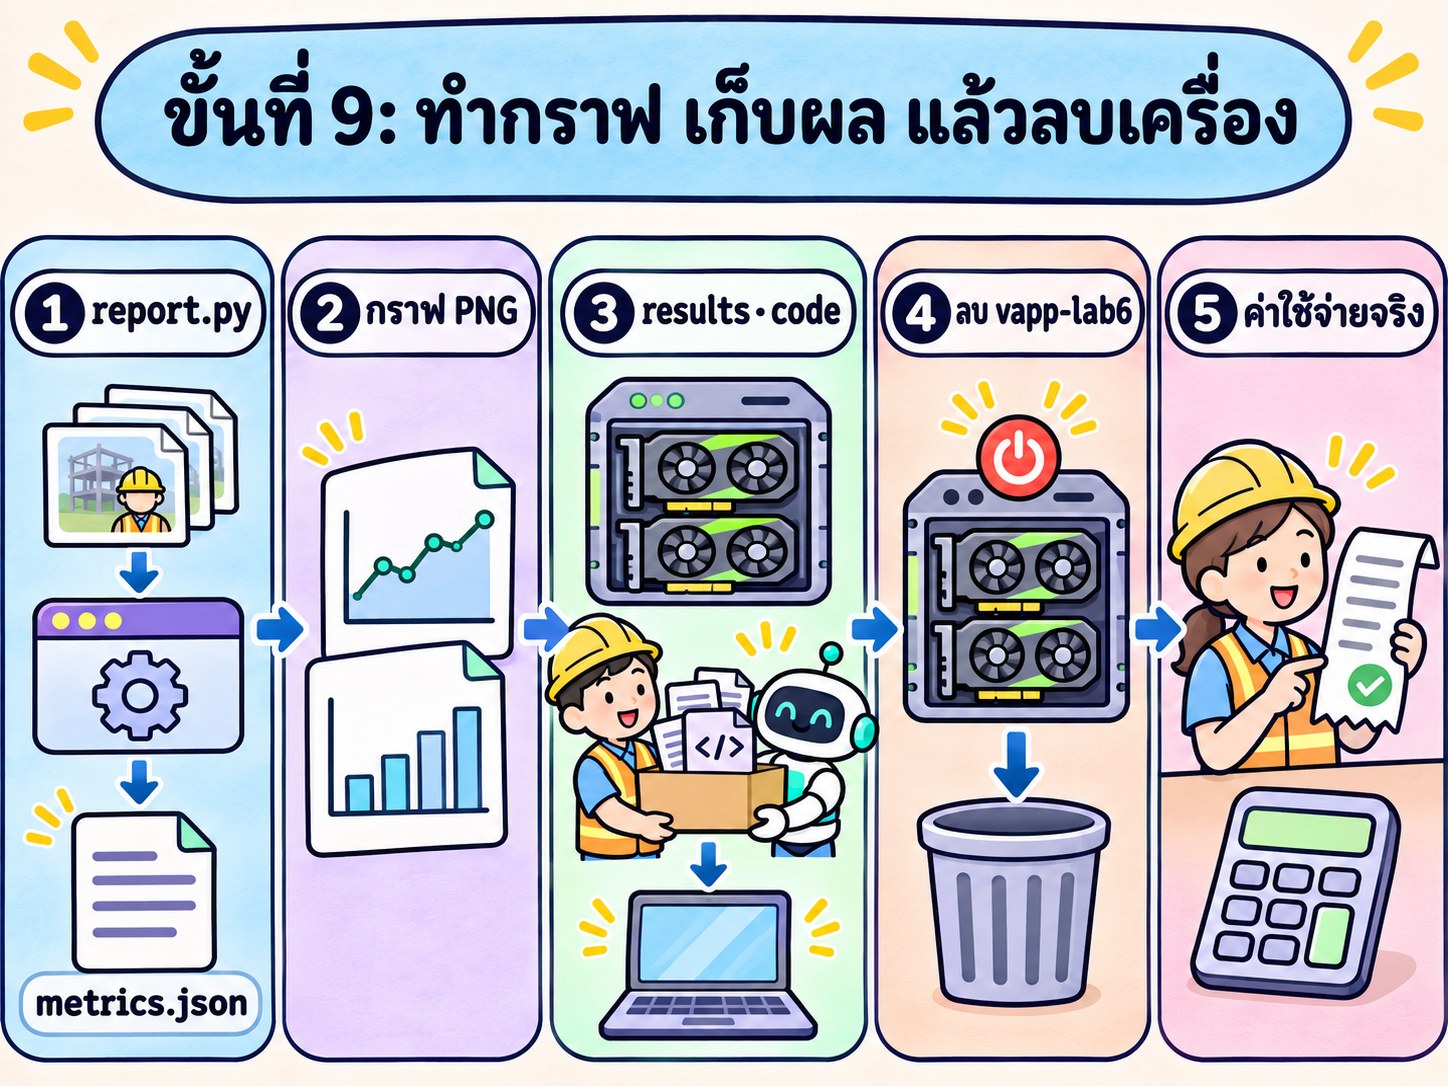 ขั้นที่ 9: ทำกราฟ เก็บผล แล้วลบเครื่อง
1 report.py
2 กราฟ PNG
3 results · code
4 ลบ vapp-lab6
5 ค่าใช้จ่ายจริง
</>
metrics.json